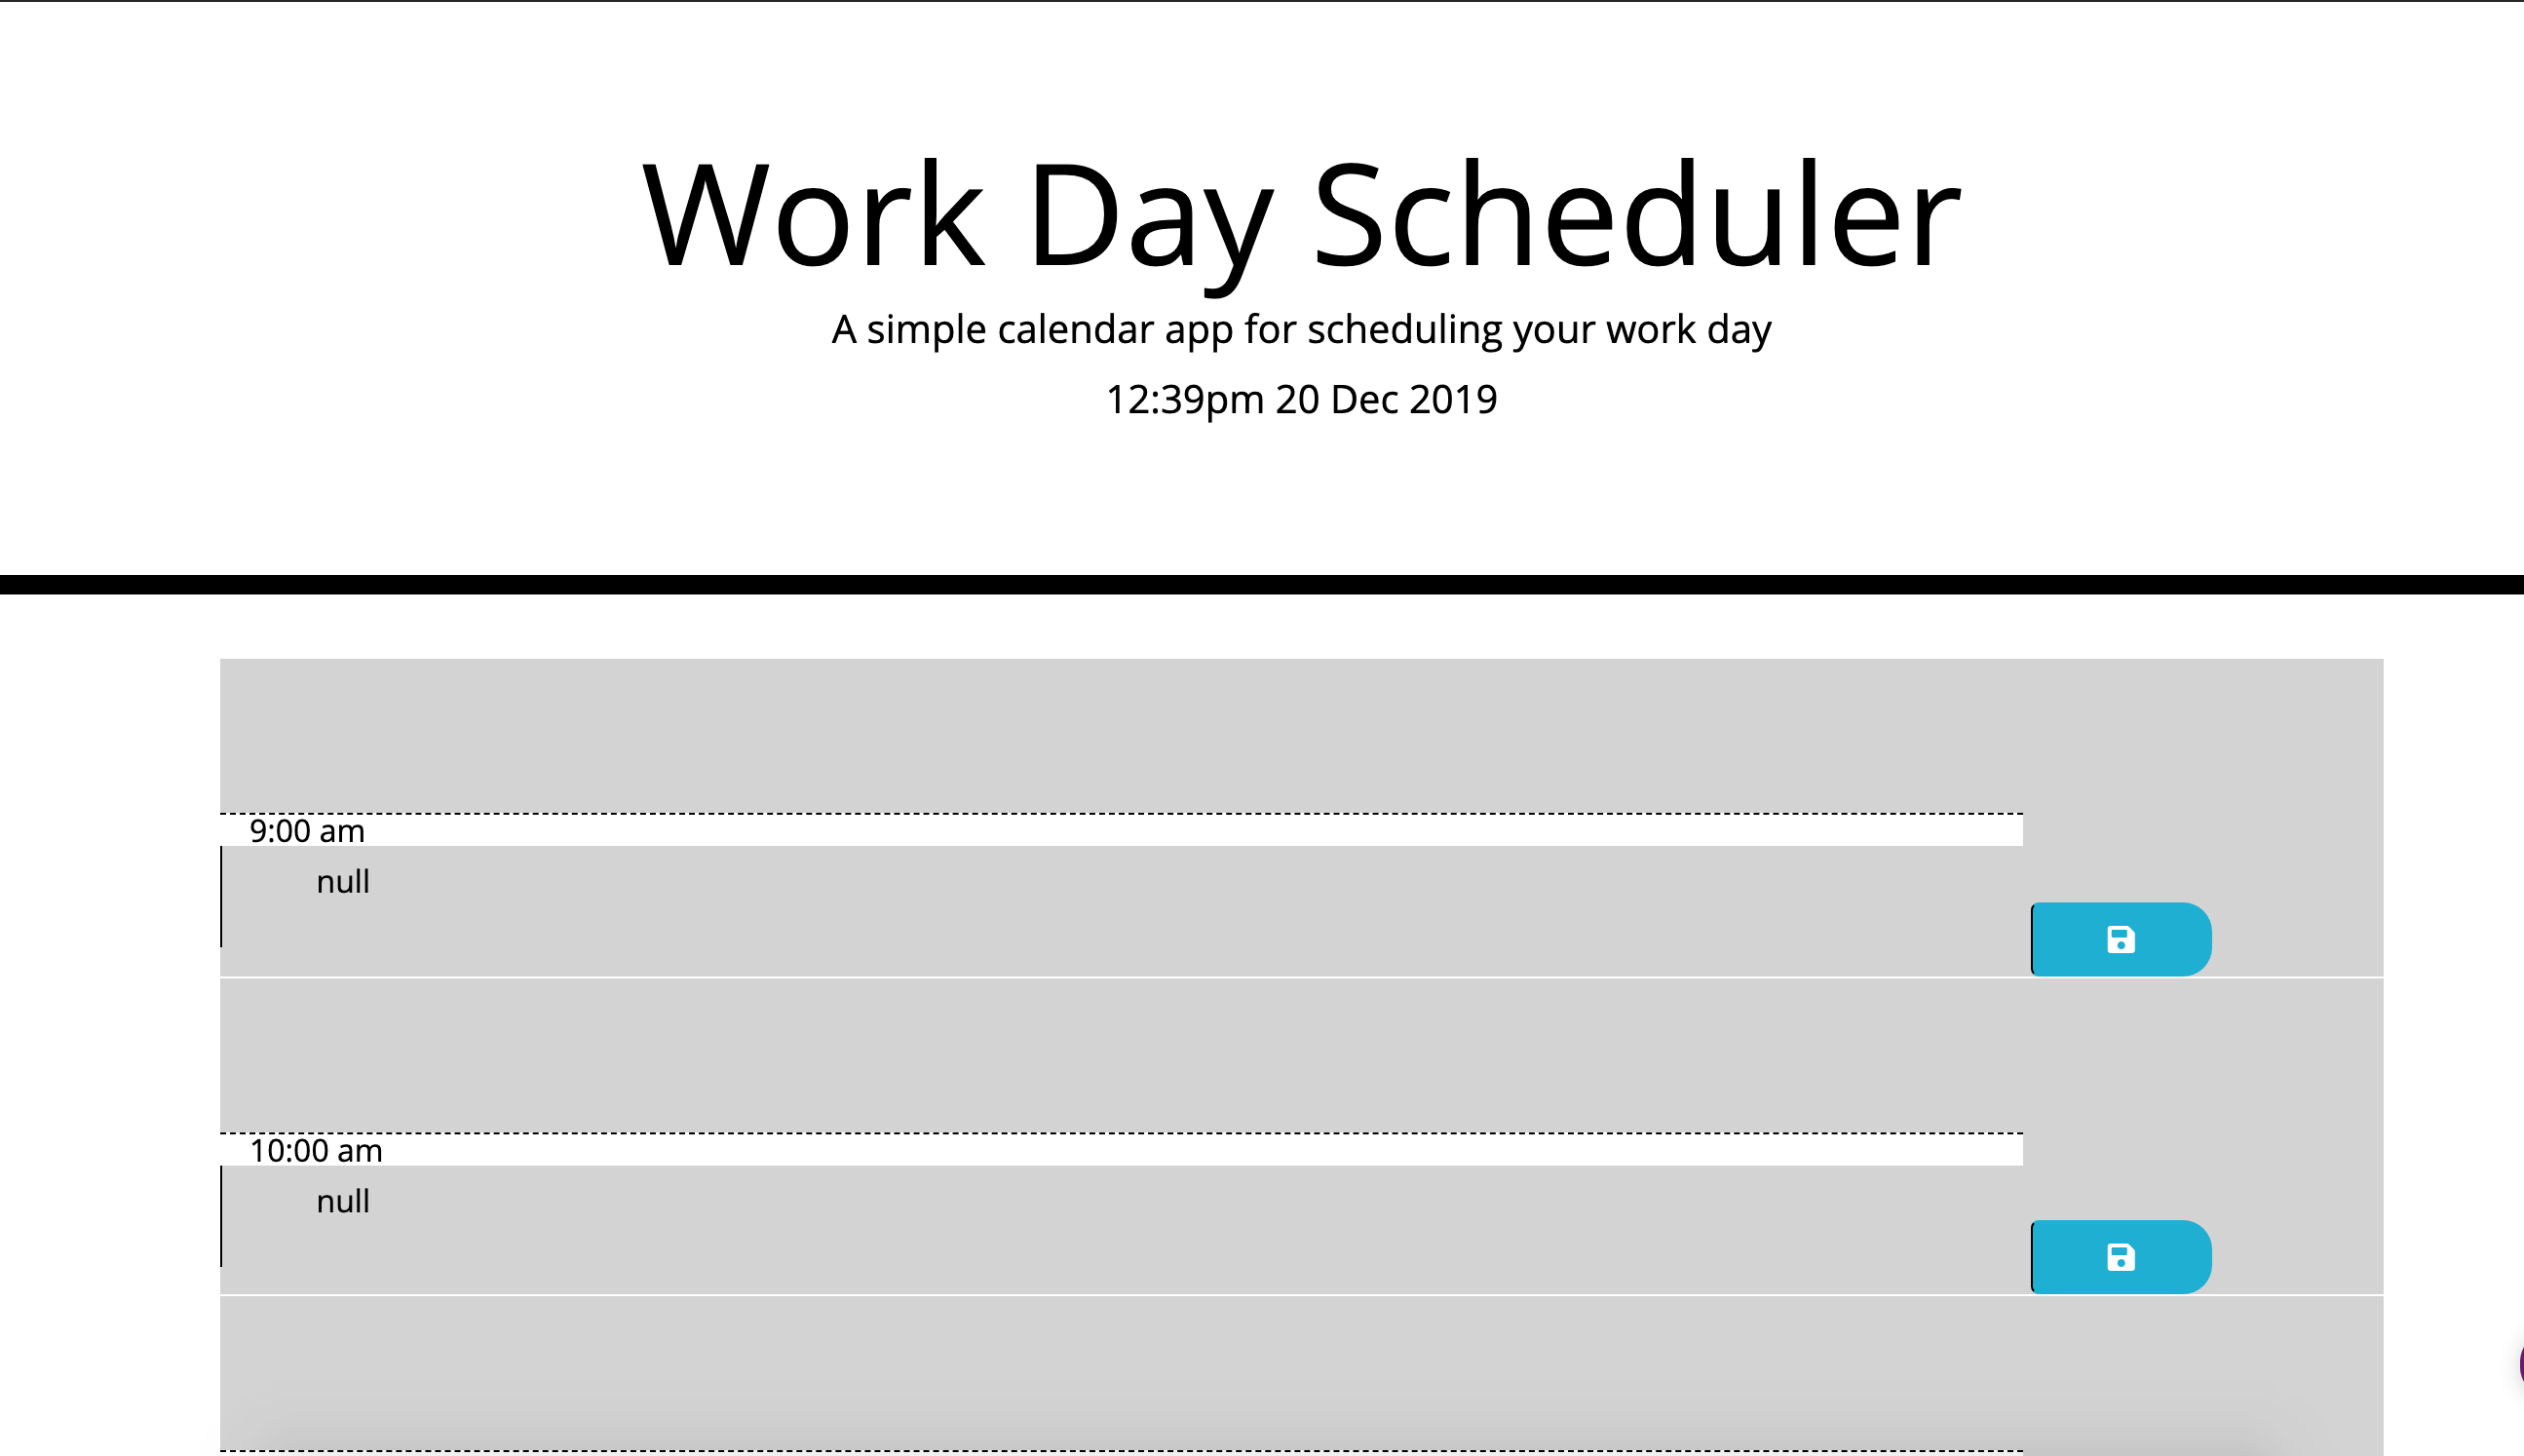 Work Day Scheduler
A simple calendar app for scheduling your work day
12:39pm 20 Dec 2019
9:00 am
null
10:00 am
null